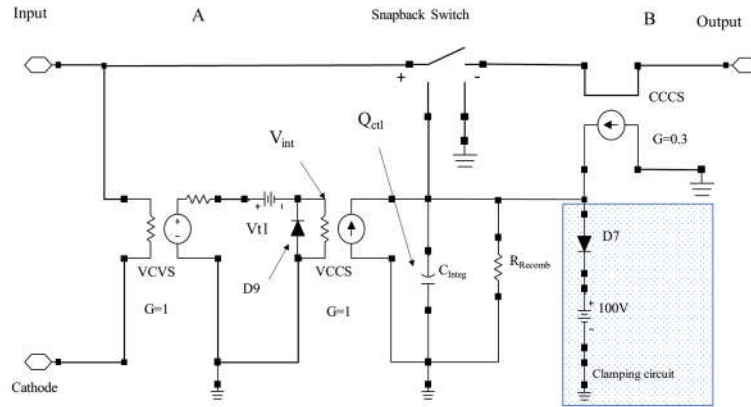 Input
A
Snapback Switch
B
Output
+
-
CCCS
Q_ctl
V_int
G=0.3
+
-
+ -
Vt1
D7
VCVS
VCCS
C_Integ
R_Recomb
D9
+
100V
-
G=1
G=1
Clamping circuit
Cathode